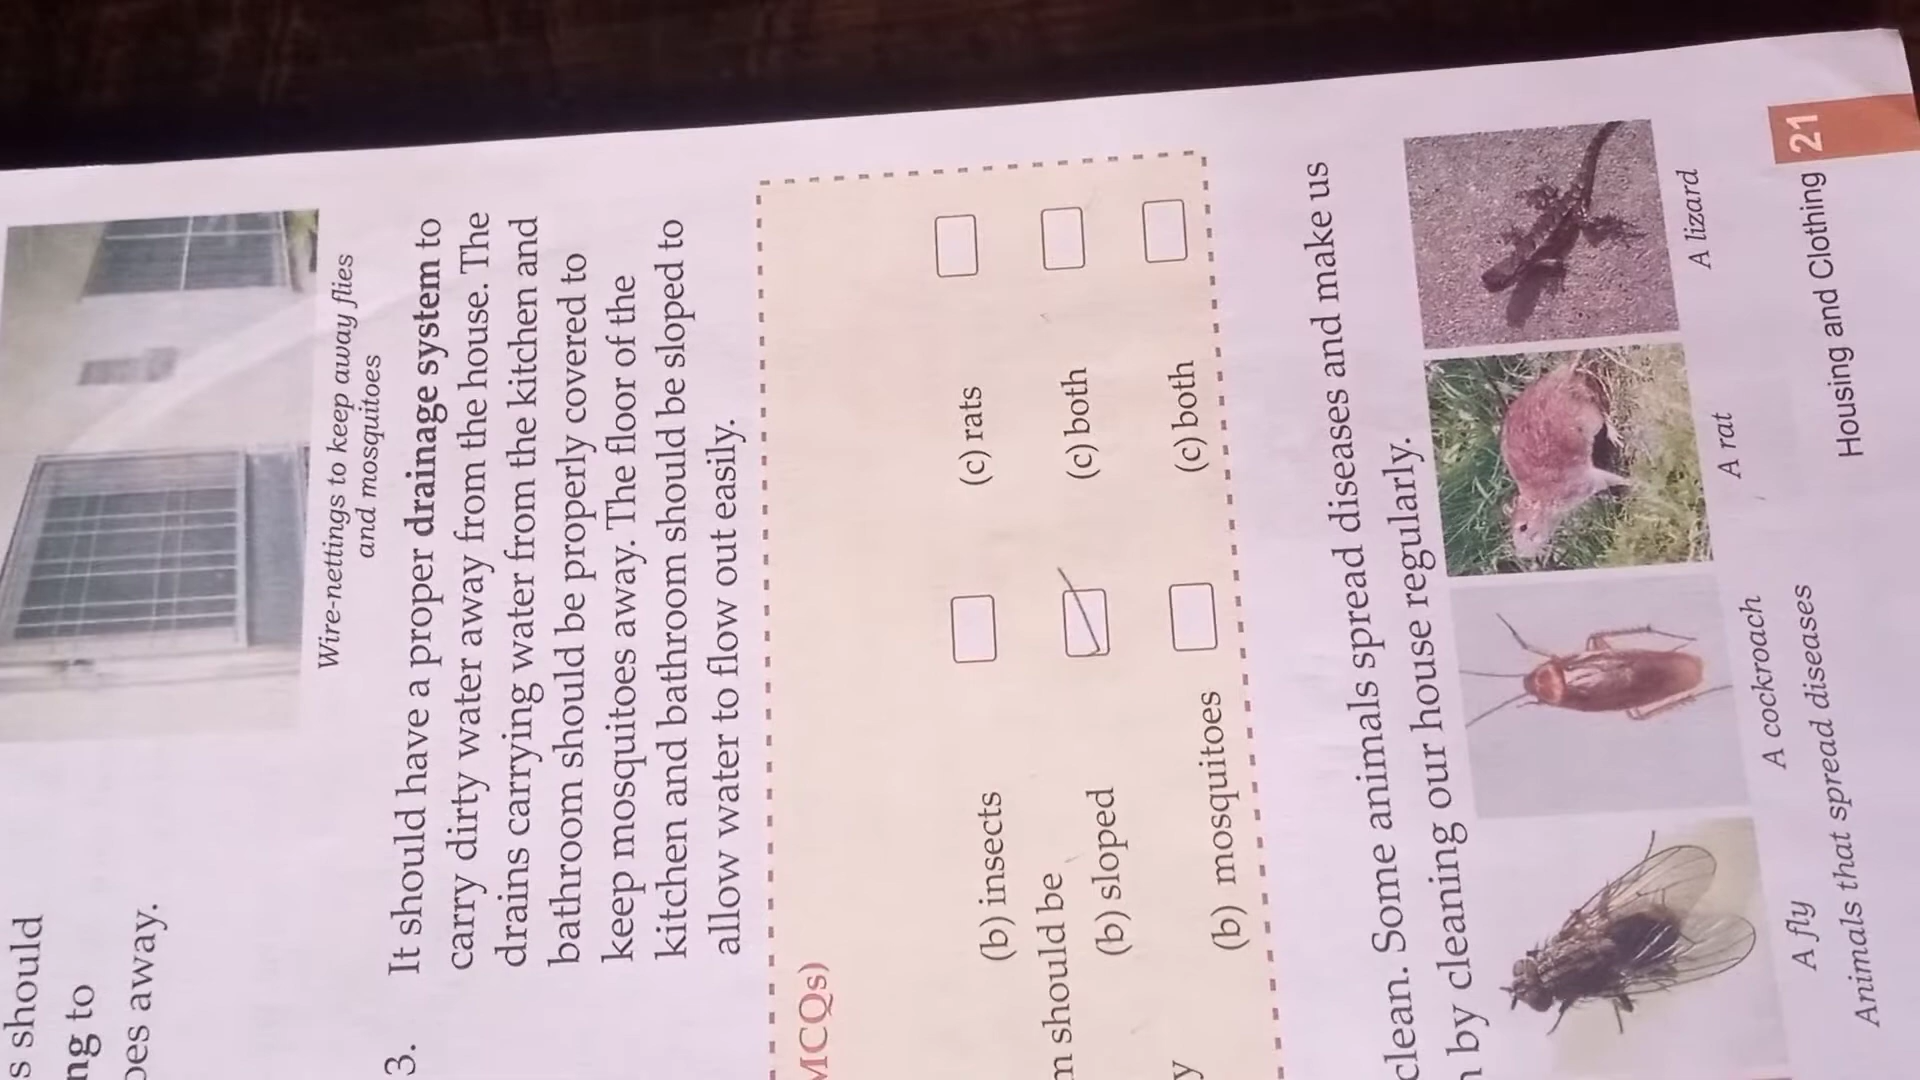 s should
ng to
oes away.
Wire-nettings to keep away flies
and mosquitoes
3. It should have a proper drainage system to
carry dirty water away from the house. The
drains carrying water from the kitchen and
bathroom should be properly covered to
keep mosquitoes away. The floor of the
kitchen and bathroom should be sloped to
allow water to flow out easily.
MCQs)
(b) insects (c) rats
m should be
(b) sloped (c) both
y
(b) mosquitoes (c) both
clean. Some animals spread diseases and make us
n by cleaning our house regularly.
A fly A cockroach A rat A lizard
Animals that spread diseases
Housing and Clothing 21